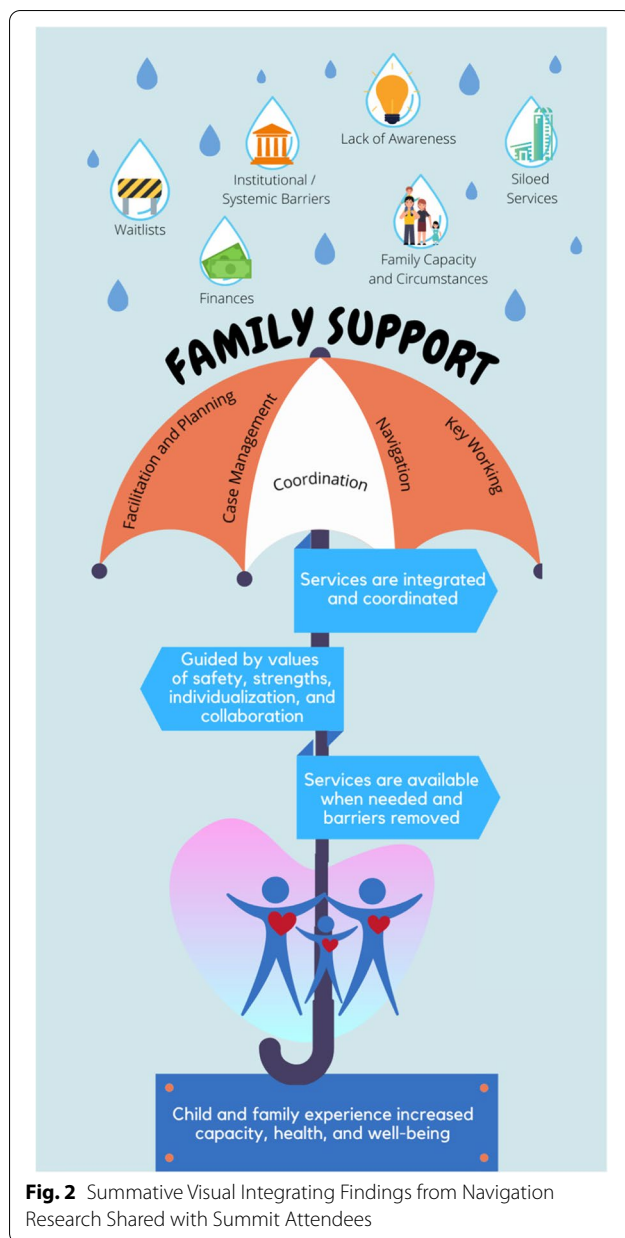 Lack of Awareness
Institutional /
Systemic Barriers
Siloed
Services
Waitlists
Family Capacity
and Circumstances
Finances
FAMILY SUPPORT
Facilitation and Planning
Case Management
Coordination
Navigation
Key Working
Services are integrated
and coordinated
Guided by values
of safety, strengths,
individualization, and
collaboration
Services are available
when needed and
barriers removed
Child and family experience increased
capacity, health, and well-being
Fig. 2 Summative Visual Integrating Findings from Navigation
Research Shared with Summit Attendees